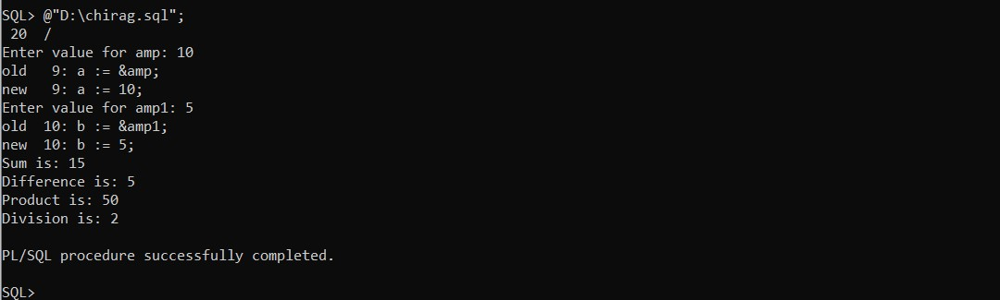 SQL> @"D:\chirag.sql";
 20  /
Enter value for amp: 10
old   9: a := &amp;
new   9: a := 10;
Enter value for amp1: 5
old  10: b := &amp1;
new  10: b := 5;
Sum is: 15
Difference is: 5
Product is: 50
Division is: 2
PL/SQL procedure successfully completed.
SQL>